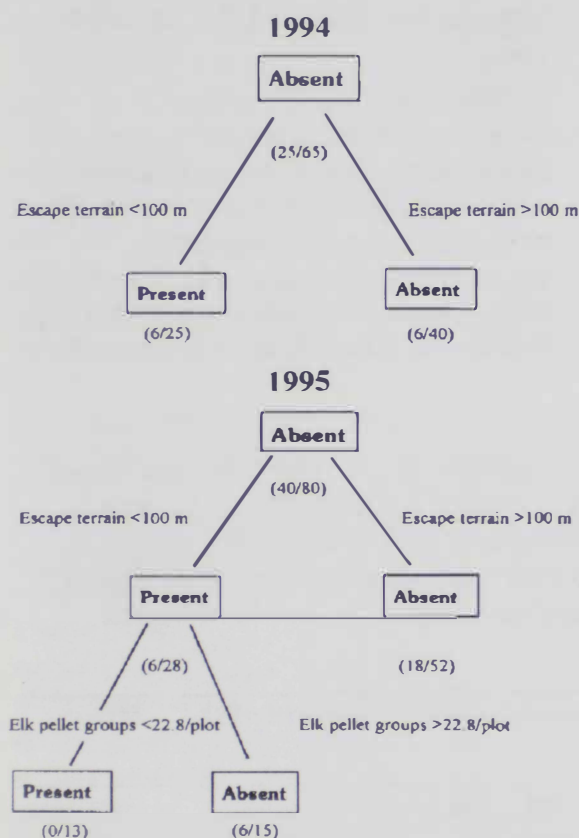 1994
Absent
(25/65)
Escape terrain <100 m Escape terrain >100 m
Present Absent
(6/25) (6/40)
1995
Absent
(40/80)
Escape terrain <100 m Escape terrain >100 m
Present Absent
(6/28) (18/52)
Elk pellet groups <22.8/plot Elk pellet groups >22.8/plot
Present Absent
(0/13) (6/15)